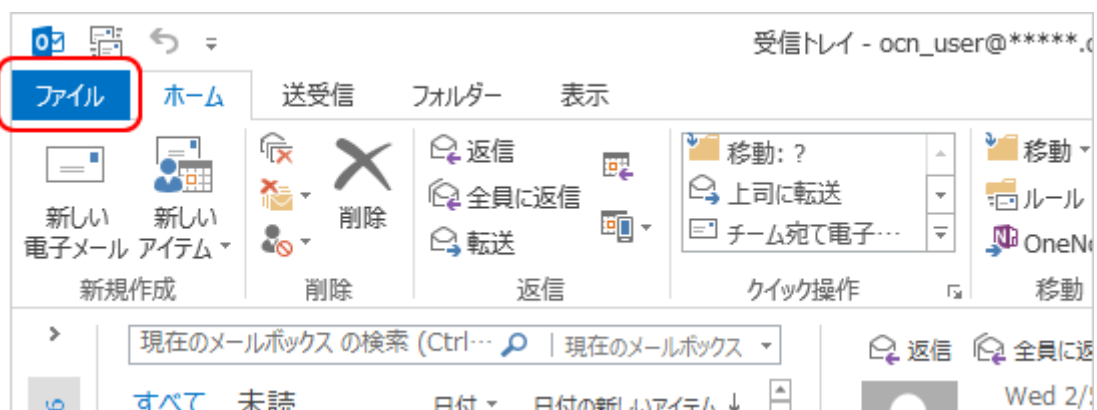 受信トレイ - ocn_user@*****.
ファイル ホーム 送受信 フォルダー 表示
新しい 電子メール
新しい アイテム
削除
返信
全員に返信
転送
移動: ?
上司に転送
チーム宛て電子…
移動
ルール
OneNo
新規作成 削除 返信 クイック操作 移動
現在のメールボックス の検索 (Ctrl… 現在のメールボックス
返信 全員に返
すべて 未読 日付 日付の新しいアイテム ↓
Wed 2/